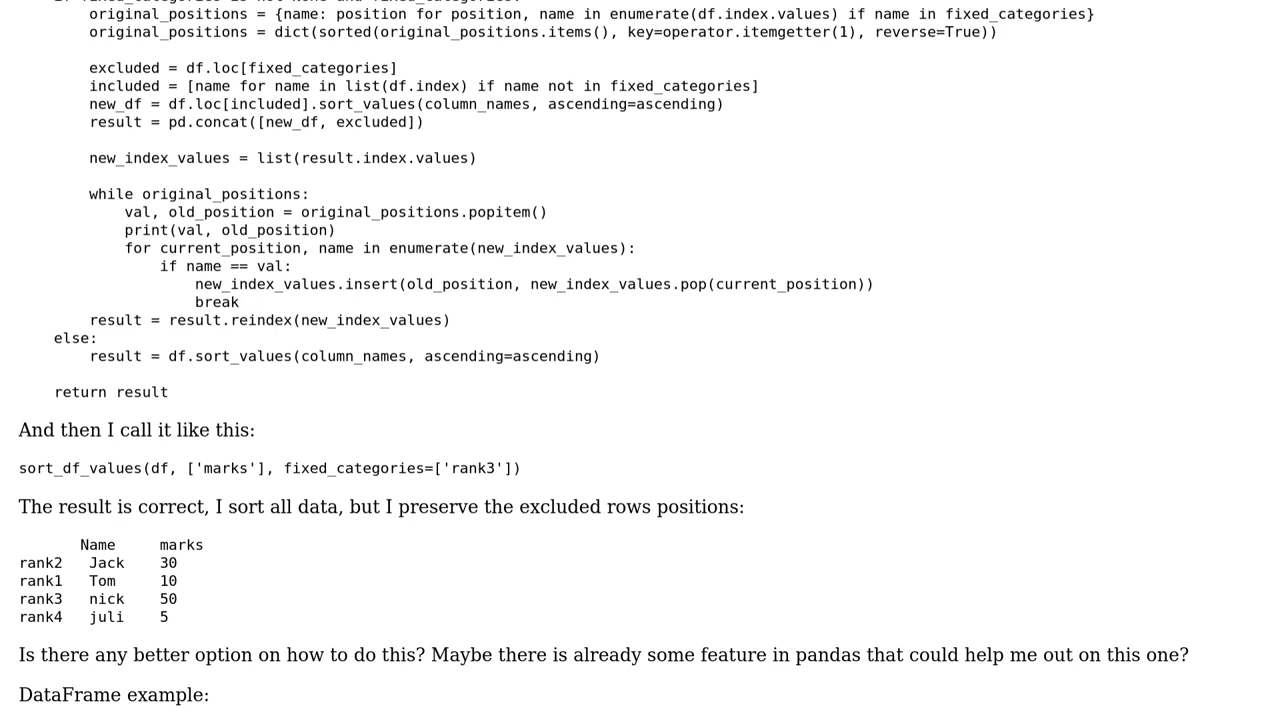 original_positions = {name: position for position, name in enumerate(df.index.values) if name in fixed_categories}
original_positions = dict(sorted(original_positions.items(), key=operator.itemgetter(1), reverse=True))
excluded = df.loc[fixed_categories]
included = [name for name in list(df.index) if name not in fixed_categories]
new_df = df.loc[included].sort_values(column_names, ascending=ascending)
result = pd.concat([new_df, excluded])
new_index_values = list(result.index.values)
while original_positions:
val, old_position = original_positions.popitem()
print(val, old_position)
for current_position, name in enumerate(new_index_values):
if name == val:
new_index_values.insert(old_position, new_index_values.pop(current_position))
break
result = result.reindex(new_index_values)
else:
result = df.sort_values(column_names, ascending=ascending)
return result
And then I call it like this:
sort_df_values(df, ['marks'], fixed_categories=['rank3'])
The result is correct, I sort all data, but I preserve the excluded rows positions:
Name marks
rank2 Jack 30
rank1 Tom 10
rank3 nick 50
rank4 juli 5
Is there any better option on how to do this? Maybe there is already some feature in pandas that could help me out on this one?
DataFrame example: